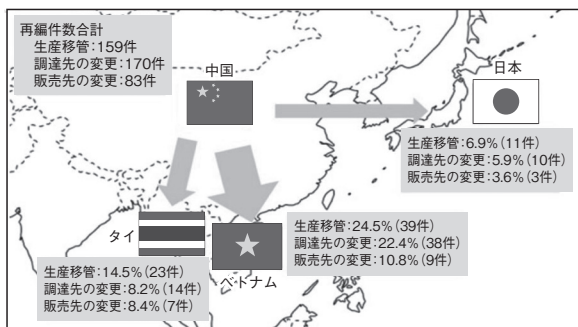 再編件数合計
生産移管:159件
調達先の変更:170件
販売先の変更:83件
中国
日本
生産移管:6.9%(11件)
調達先の変更:5.9%(10件)
販売先の変更:3.6%(3件)
タイ
ベトナム
生産移管:24.5%(39件)
調達先の変更:22.4%(38件)
販売先の変更:10.8%(9件)
生産移管:14.5%(23件)
調達先の変更:8.2%(14件)
販売先の変更:8.4%(7件)